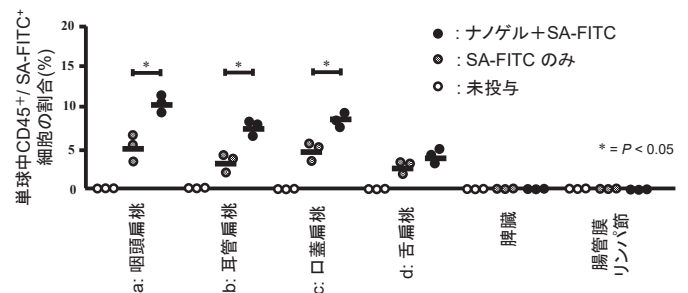 単球中CD45⁺/ SA-FITC⁺
細胞の割合(%)
20
15
10
5
0
● : ナノゲル＋SA-FITC
: SA-FITC のみ
○ : 未投与
* = P < 0.05
*
*
*
a: 咽頭扁桃
b: 耳管扁桃
c: 口蓋扁桃
d: 舌扁桃
脾臓
腸管膜
リンパ節